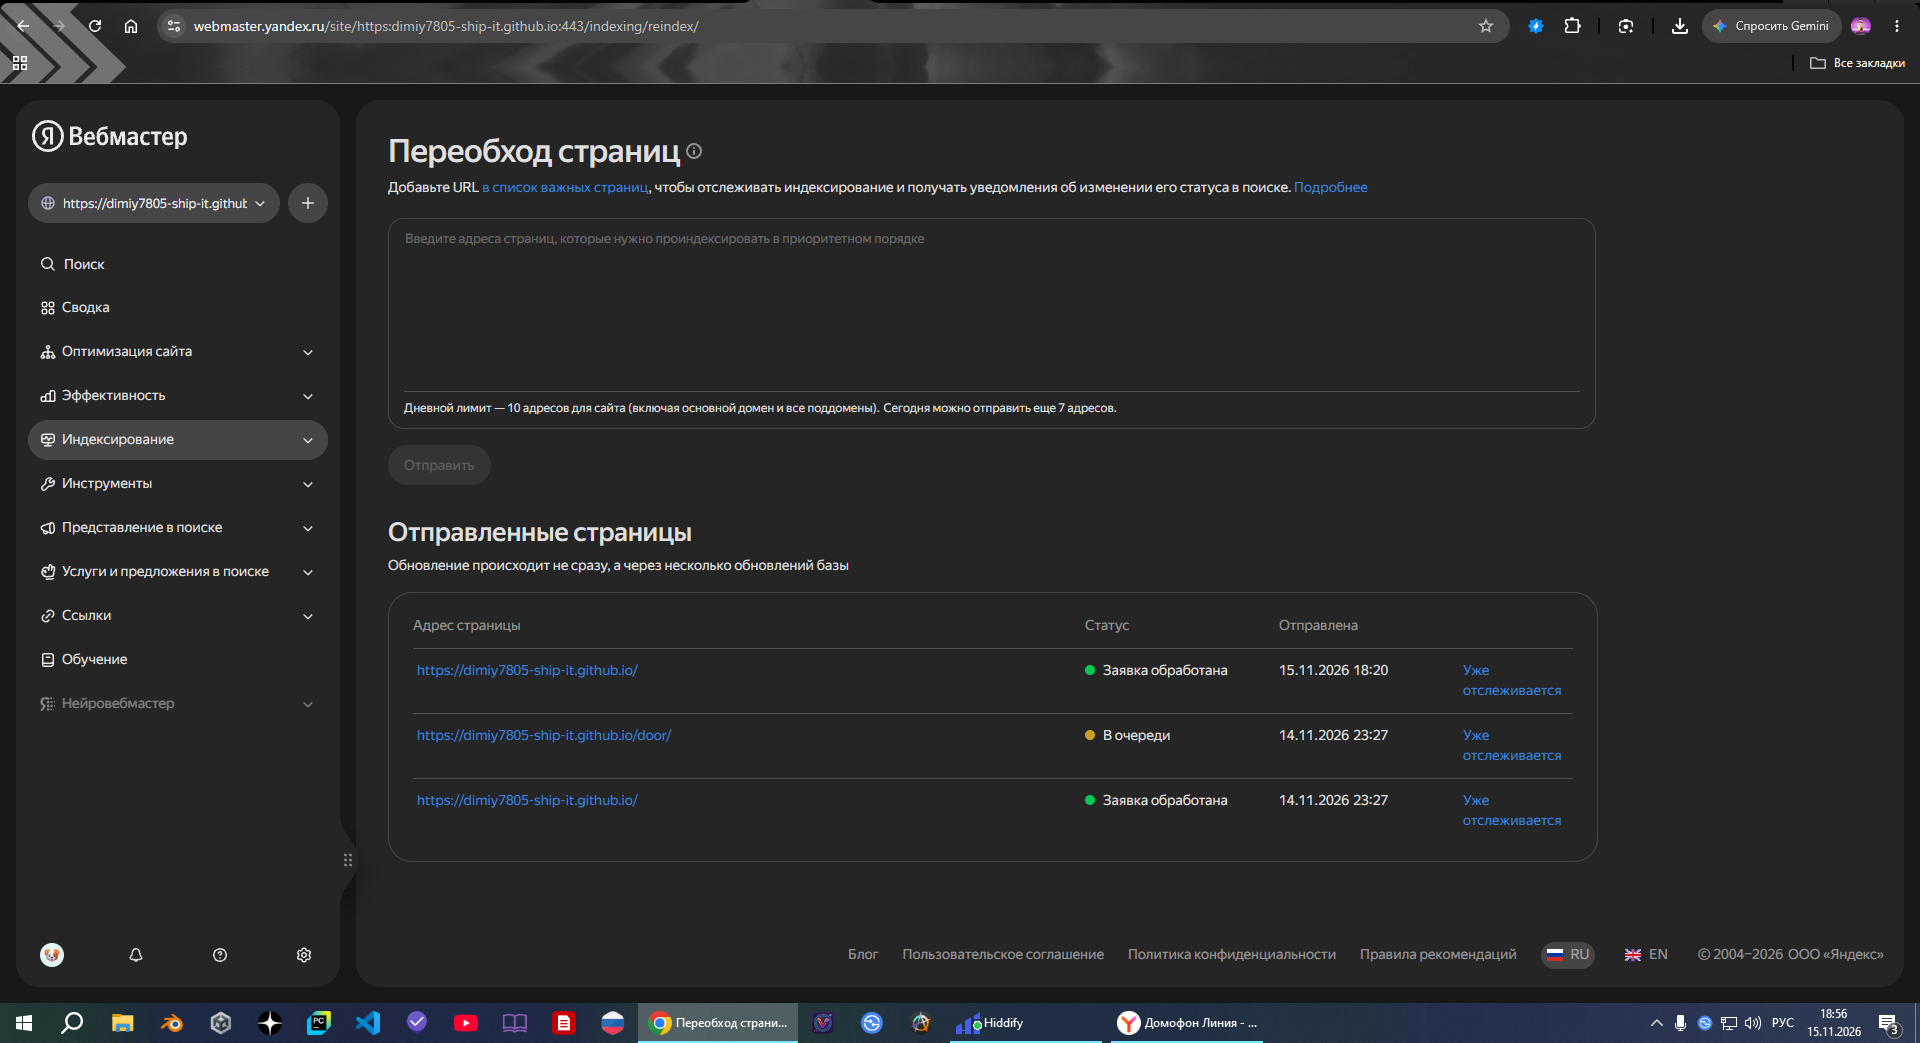 webmaster.yandex.ru/site/https:dimiy7805-ship-it.github.io:443/indexing/reindex/
Спросить Gemini
Все закладки
Я Вебмастер
https://dimiy7805-ship-it.github
Поиск
Сводка
Оптимизация сайта
Эффективность
Индексирование
Инструменты
Представление в поиске
Услуги и предложения в поиске
Ссылки
Обучение
Нейровебмастер
Переобход страниц
Добавьте URL в список важных страниц, чтобы отслеживать индексирование и получать уведомления об изменении его статуса в поиске. Подробнее
Введите адреса страниц, которые нужно проиндексировать в приоритетном порядке
Дневной лимит — 10 адресов для сайта (включая основной домен и все поддомены). Сегодня можно отправить еще 7 адресов.
Отправить
Отправленные страницы
Обновление происходит не сразу, а через несколько обновлений базы
Адрес страницы Статус Отправлена
https://dimiy7805-ship-it.github.io/ Заявка обработана 15.11.2026 18:20 Уже
отслеживается
https://dimiy7805-ship-it.github.io/door/ В очереди 14.11.2026 23:27 Уже
отслеживается
https://dimiy7805-ship-it.github.io/ Заявка обработана 14.11.2026 23:27 Уже
отслеживается
Блог Пользовательское соглашение Политика конфиденциальности Правила рекомендаций RU EN © 2004–2026 ООО «Яндекс»
PC
Переобход страни...
Hiddify
Домофон Линия - ...
РУС
18:56
15.11.2026
3